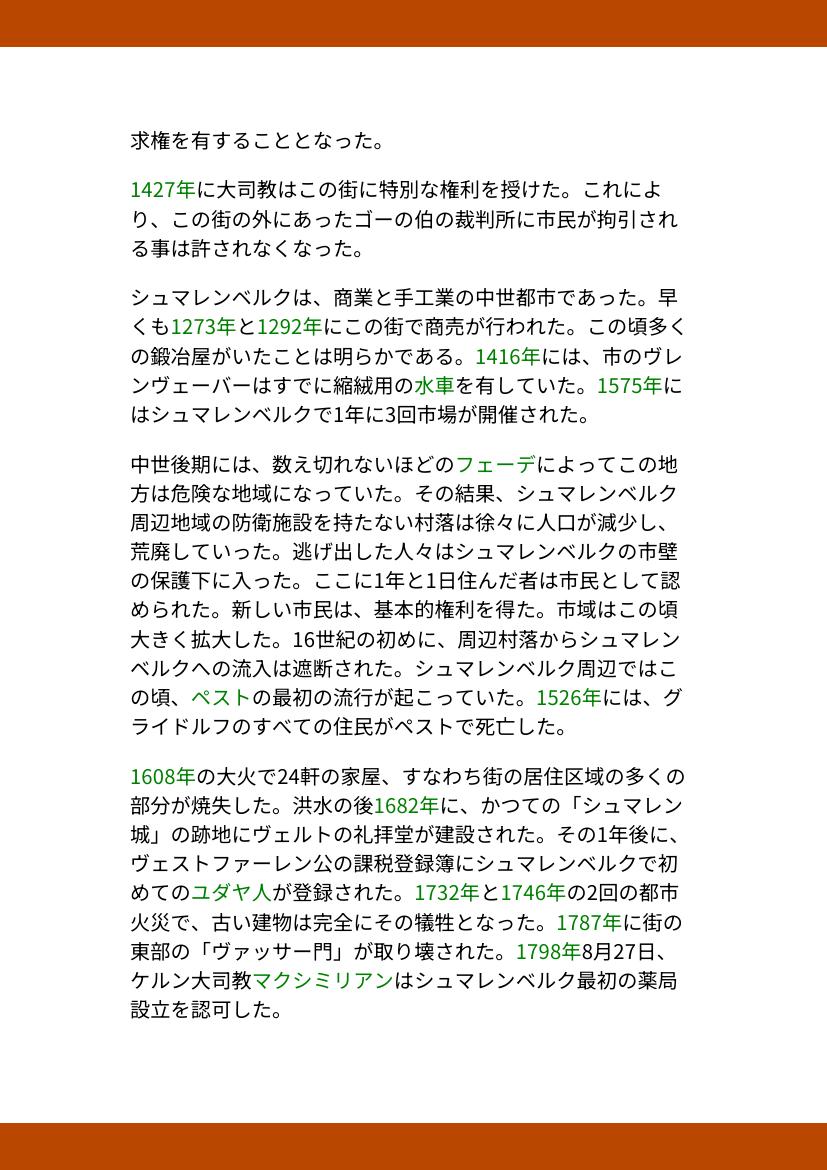 求権を有することとなった。
1427年に大司教はこの街に特別な権利を授けた。これによ
り、この街の外にあったゴーの伯の裁判所に市民が拘引され
る事は許されなくなった。
シュマレンベルクは、商業と手工業の中世都市であった。早
くも1273年と1292年にこの街で商売が行われた。この頃多く
の鍛冶屋がいたことは明らかである。1416年には、市のヴレ
ンヴェーバーはすでに縮絨用の水車を有していた。1575年に
はシュマレンベルクで1年に3回市場が開催された。
中世後期には、数え切れないほどのフェーデによってこの地
方は危険な地域になっていた。その結果、シュマレンベルク
周辺地域の防衛施設を持たない村落は徐々に人口が減少し、
荒廃していった。逃げ出した人々はシュマレンベルクの市壁
の保護下に入った。ここに1年と1日住んだ者は市民として認
められた。新しい市民は、基本的権利を得た。市域はこの頃
大きく拡大した。16世紀の初めに、周辺村落からシュマレン
ベルクへの流入は遮断された。シュマレンベルク周辺ではこ
の頃、ペストの最初の流行が起こっていた。1526年には、グ
ライドルフのすべての住民がペストで死亡した。
1608年の大火で24軒の家屋、すなわち街の居住区域の多くの
部分が焼失した。洪水の後1682年に、かつての「シュマレン
城」の跡地にヴェルトの礼拝堂が建設された。その1年後に、
ヴェストファーレン公の課税登録簿にシュマレンベルクで初
めてのユダヤ人が登録された。1732年と1746年の2回の都市
火災で、古い建物は完全にその犠牲となった。1787年に街の
東部の「ヴァッサー門」が取り壊された。1798年8月27日、
ケルン大司教マクシミリアンはシュマレンベルク最初の薬局
設立を認可した。